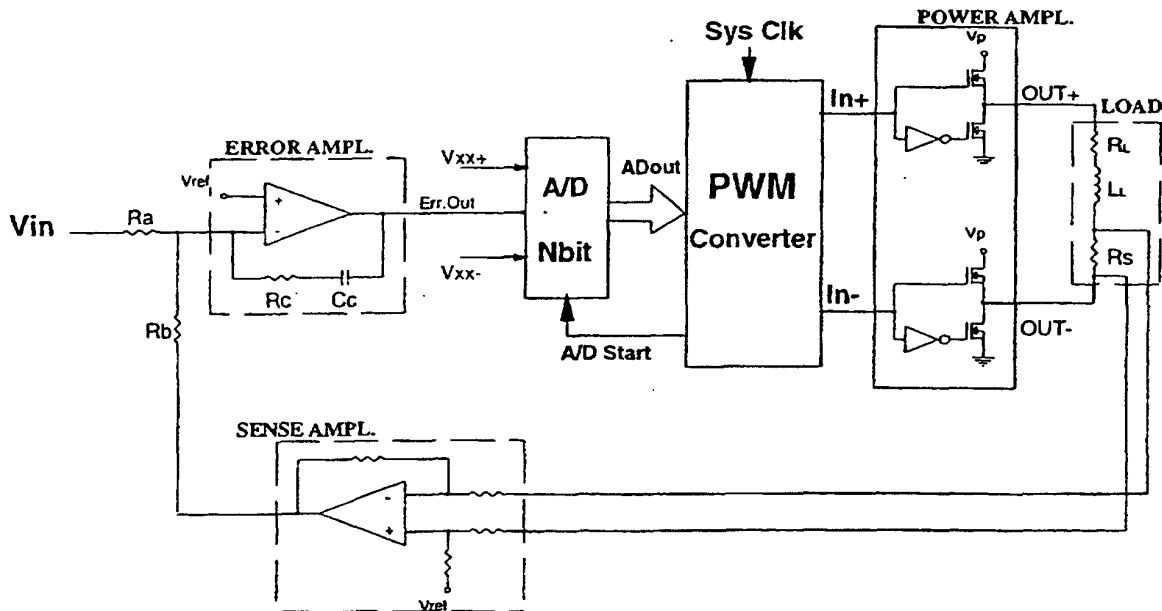 POWER AMPL.
Sys Clk
Vp
In+
OUT+
LOAD
RL
LL
Rs
ERROR AMPL.
Vref
+
-
Vxx+
A/D
Nbit
ADout
PWM
Converter
Vin
Ra
Err.Out
Vxx-
Rc
Cc
Vp
In-
OUT-
Rb
A/D Start
SENSE AMPL.
-
+
Vref